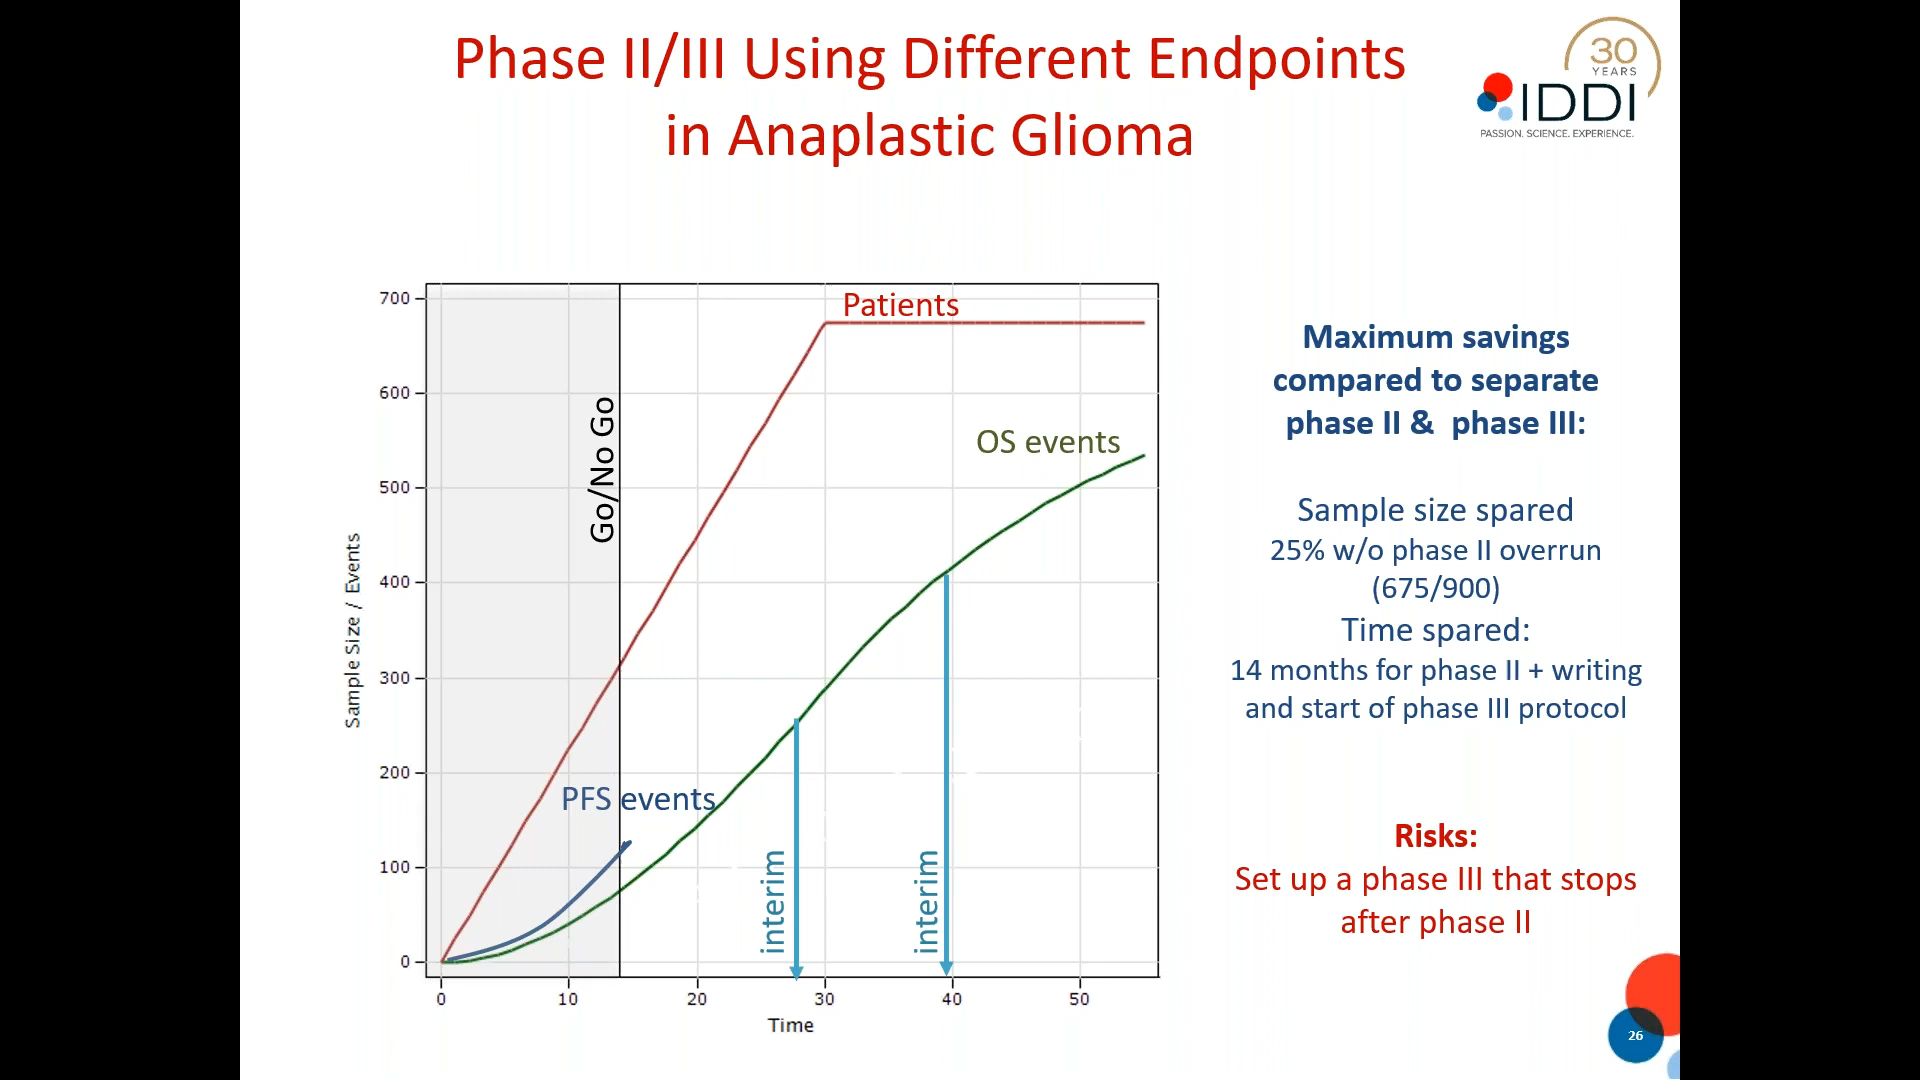 Phase II/III Using Different Endpoints
in Anaplastic Glioma
30
YEARS
IDDI
PASSION. SCIENCE. EXPERIENCE.
Sample Size / Events
700
600
500
400
300
200
100
0
0
10
20
30
40
50
Time
Patients
OS events
Go/No Go
PFS events
interim
interim
Maximum savings
compared to separate
phase II & phase III:
Sample size spared
25% w/o phase II overrun
(675/900)
Time spared:
14 months for phase II + writing
and start of phase III protocol
Risks:
Set up a phase III that stops
after phase II
26